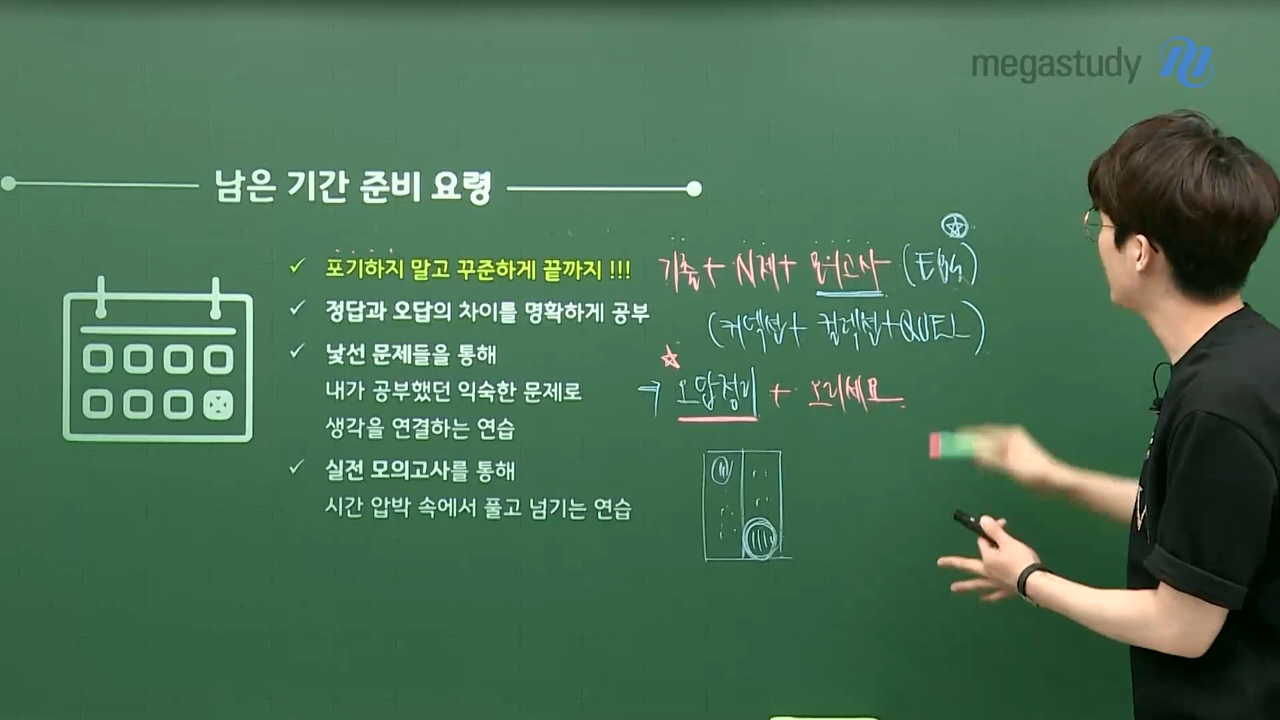 megastudy
남은 기간 준비 요령
✓ 포기하지 말고 꾸준하게 끝까지 !!!
✓ 정답과 오답의 차이를 명확하게 공부
✓ 낯선 문제들을 통해
내가 공부했던 익숙한 문제로
생각을 연결하는 연습
✓ 실전 모의고사를 통해
시간 압박 속에서 풀고 넘기는 연습
기출 + N제 + 모의고사 (EBS)
(커넥션 + 컬렉션 + QUEL)
→ 오답정리 + 오리세요